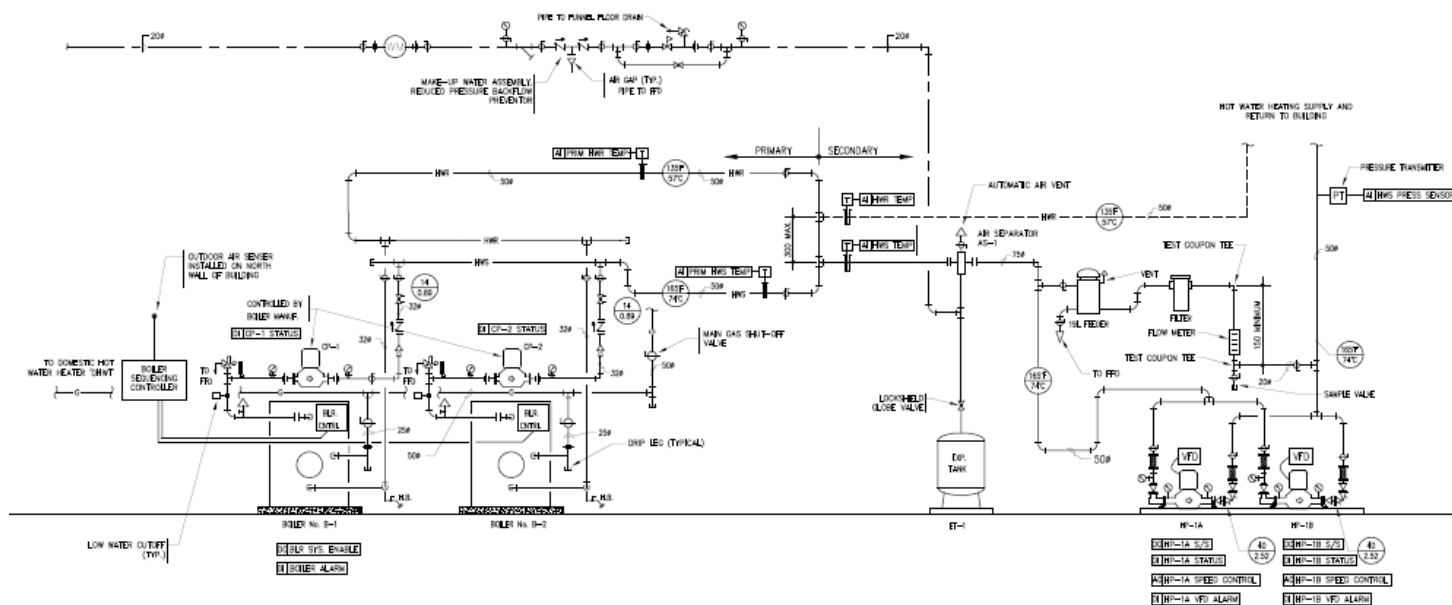 PIPE TO FUNNEL FLOOR DRAIN
20ø
WM
20ø
MAKE-UP WATER ASSEMBLY.
REDUCED PRESSURE BACKFLOW
PREVENTOR
AIR GAP (TYP.)
PIPE TO FFD
HOT WATER HEATING SUPPLY AND
RETURN TO BUILDING
PRIMARY
SECONDARY
AI PRIM HWR TEMP
T
135°F
57°C
HWR
50ø
HWR
50ø
AUTOMATIC AIR VENT
PRESSURE TRANSMITTER
PT
AI HWS PRESS SENSOR
T
AI HWR TEMP
135°F
57°C
50ø
HWR
300 MAX.
AIR SEPARATOR
AS-1
T
AI HWS TEMP
75ø
TEST COUPON TEE
50ø
OUTDOOR AIR SENSER
INSTALLED ON NORTH
WALL OF BUILDING
HWR
HWS
AI PRIM HWS TEMP
T
165°F
74°C
50ø
HWS
14
0.89
14
0.89
VENT
19L FEEDER
FILTER
FLOW METER
150 MINIMUM
CONTROLLED BY
BOILER MANUF.
32ø
32ø
DI CP-1 STATUS
DI CP-2 STATUS
32ø
32ø
MAIN GAS SHUT-OFF
VALVE
50ø
165°F
74°C
TO DOMESTIC HOT
WATER HEATER 'DHWT'
BOILER
SEQUENCING
CONTROLLER
TO
FFD
CP-1
TO
FFD
CP-2
TO FFD
TEST COUPON TEE
20ø
165°F
74°C
SAMPLE VALVE
G
G
BLR.
CNTRL
25ø
50ø
BLR.
CNTRL
25ø
DRIP LEG (TYPICAL)
LOCKSHIELD
GLOBE VALVE
50ø
EXP.
TANK
VFD
VFD
H.B.
H.B.
BOILER No. B-1
BOILER No. B-2
ET-1
HP-1A
HP-1B
LOW WATER CUTOFF
(TYP.)
DO BLR SYS. ENABLE
DI BOILER ALARM
DO HP-1A S/S
DI HP-1A STATUS
AO HP-1A SPEED CONTROL
DI HP-1A VFD ALARM
40
2.52
DO HP-1B S/S
DI HP-1B STATUS
AO HP-1B SPEED CONTROL
DI HP-1B VFD ALARM
40
2.52